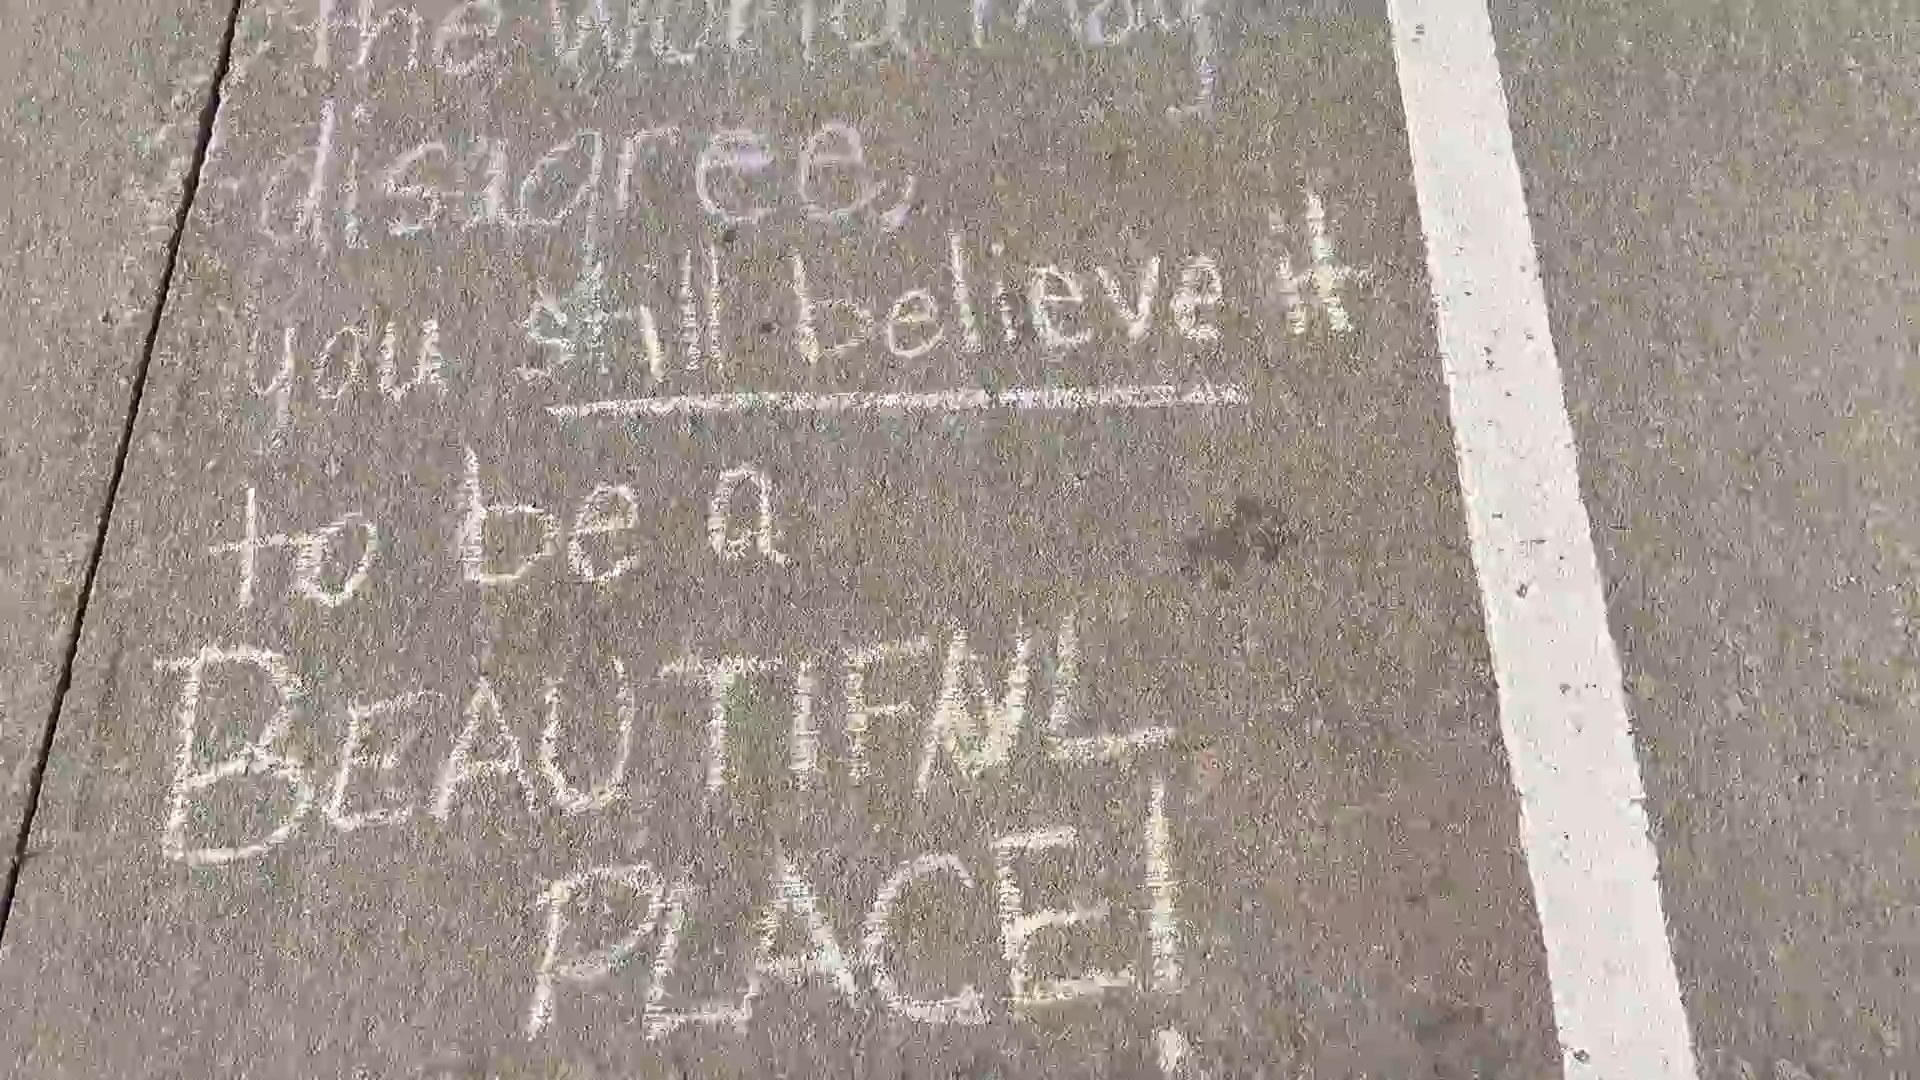 the world may
disagree,
you still believe it
to be a
BEAUTIFUL
PLACE!